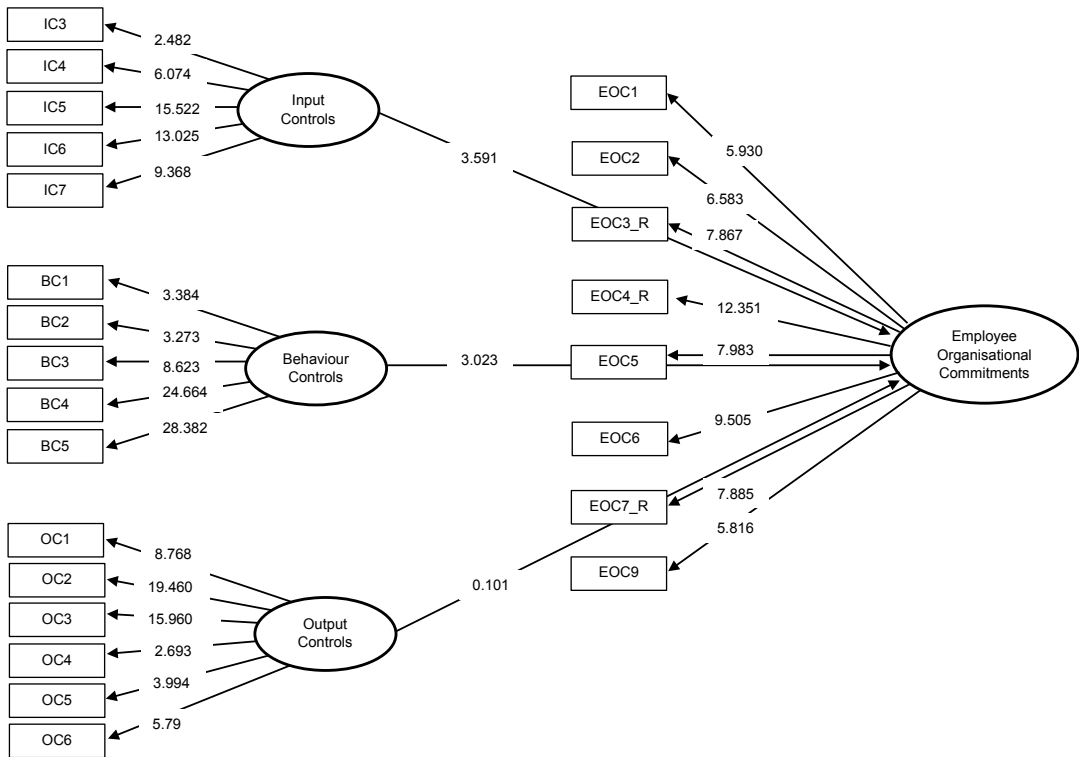 IC3
2.482
IC4
6.074
IC5
15.522
IC6
13.025
IC7
9.368
Input
Controls
3.591
BC1
3.384
BC2
3.273
BC3
8.623
BC4
24.664
BC5
28.382
Behaviour
Controls
3.023
OC1
8.768
OC2
19.460
OC3
15.960
OC4
2.693
OC5
3.994
OC6
5.79
Output
Controls
0.101
EOC1
5.930
EOC2
6.583
EOC3_R
7.867
EOC4_R
12.351
EOC5
7.983
EOC6
9.505
EOC7_R
7.885
EOC9
5.816
Employee
Organisational
Commitments